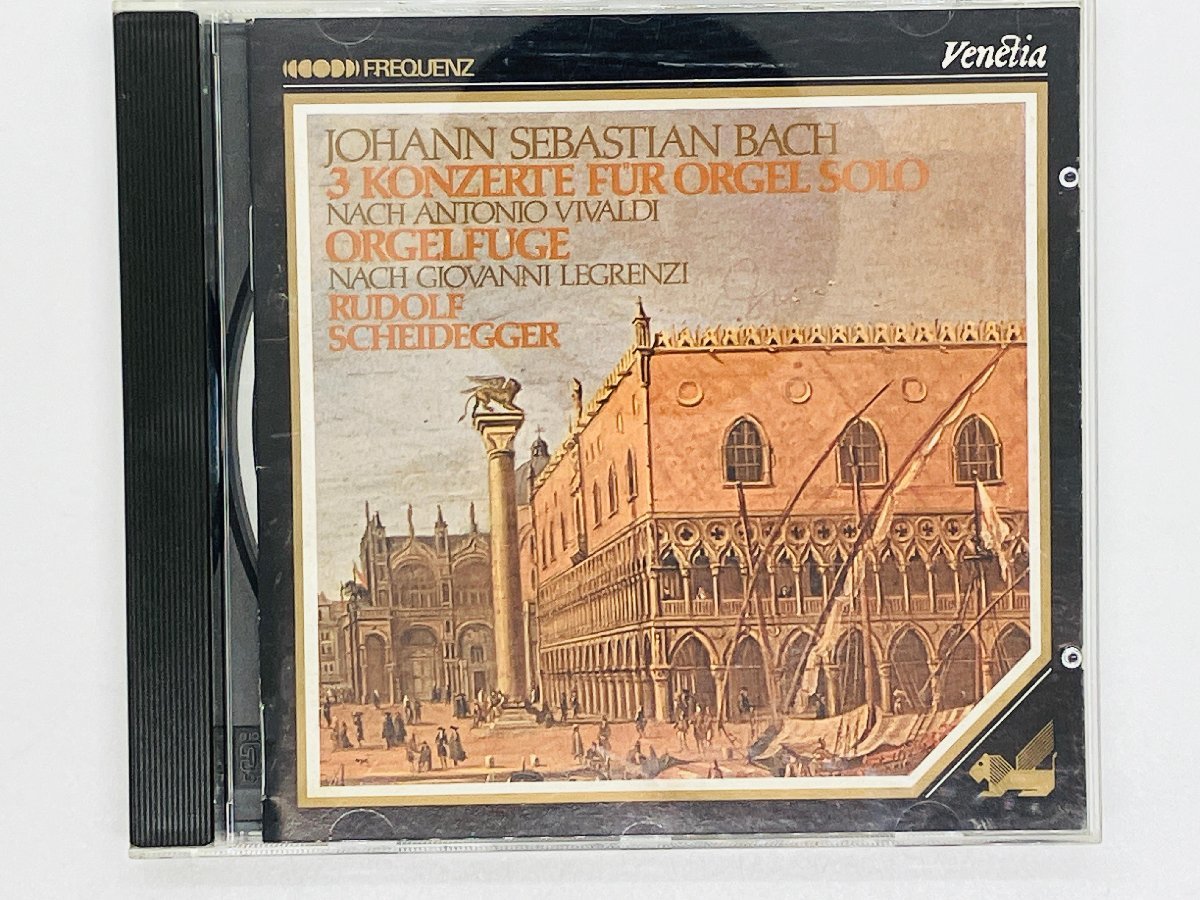 FREQUENZ
Venetia
JOHANN SEBASTIAN BACH
3 KONZERTE FÜR ORGEL SOLO
NACH ANTONIO VIVALDI
ORGELFUGE
NACH GIOVANNI LEGRENZI
RUDOLF
SCHEIDEGGER